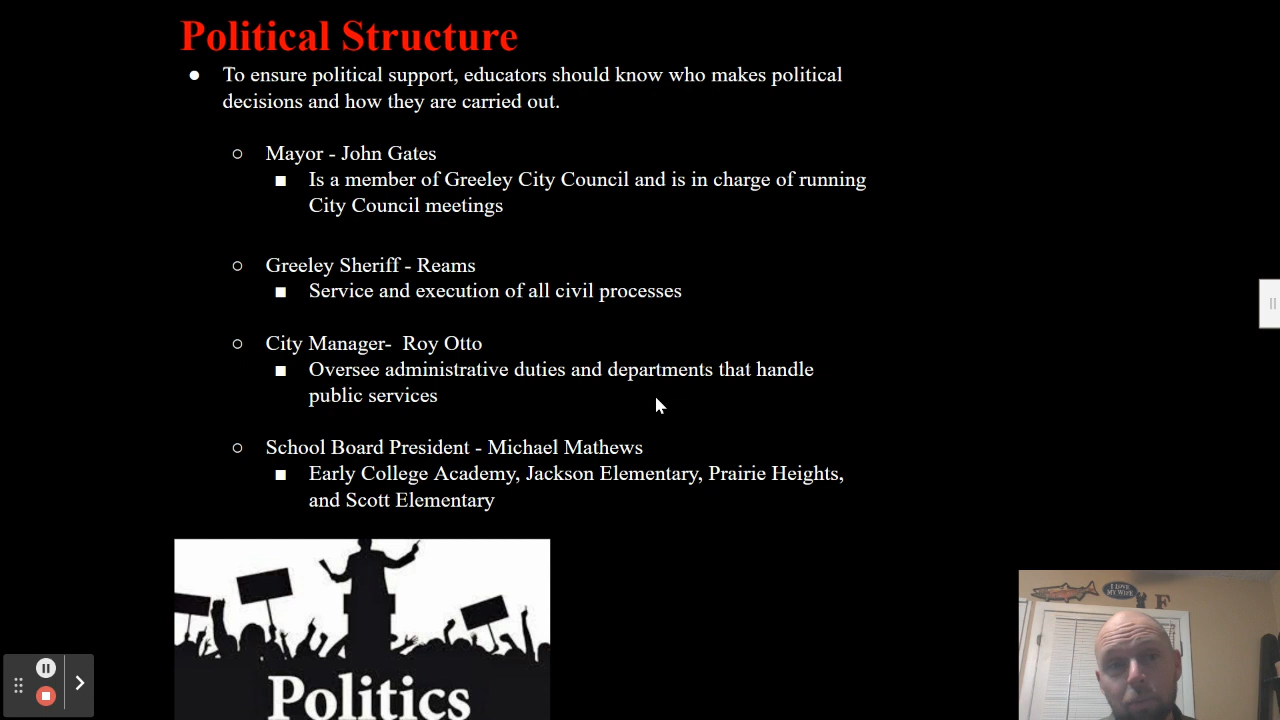 Political Structure
● To ensure political support, educators should know who makes political
decisions and how they are carried out.
○ Mayor - John Gates
■ Is a member of Greeley City Council and is in charge of running
City Council meetings
○ Greeley Sheriff - Reams
■ Service and execution of all civil processes
○ City Manager-  Roy Otto
■ Oversee administrative duties and departments that handle
public services
○ School Board President - Michael Mathews
■ Early College Academy, Jackson Elementary, Prairie Heights,
and Scott Elementary
Politics
I LOVE
MY WIFE
F